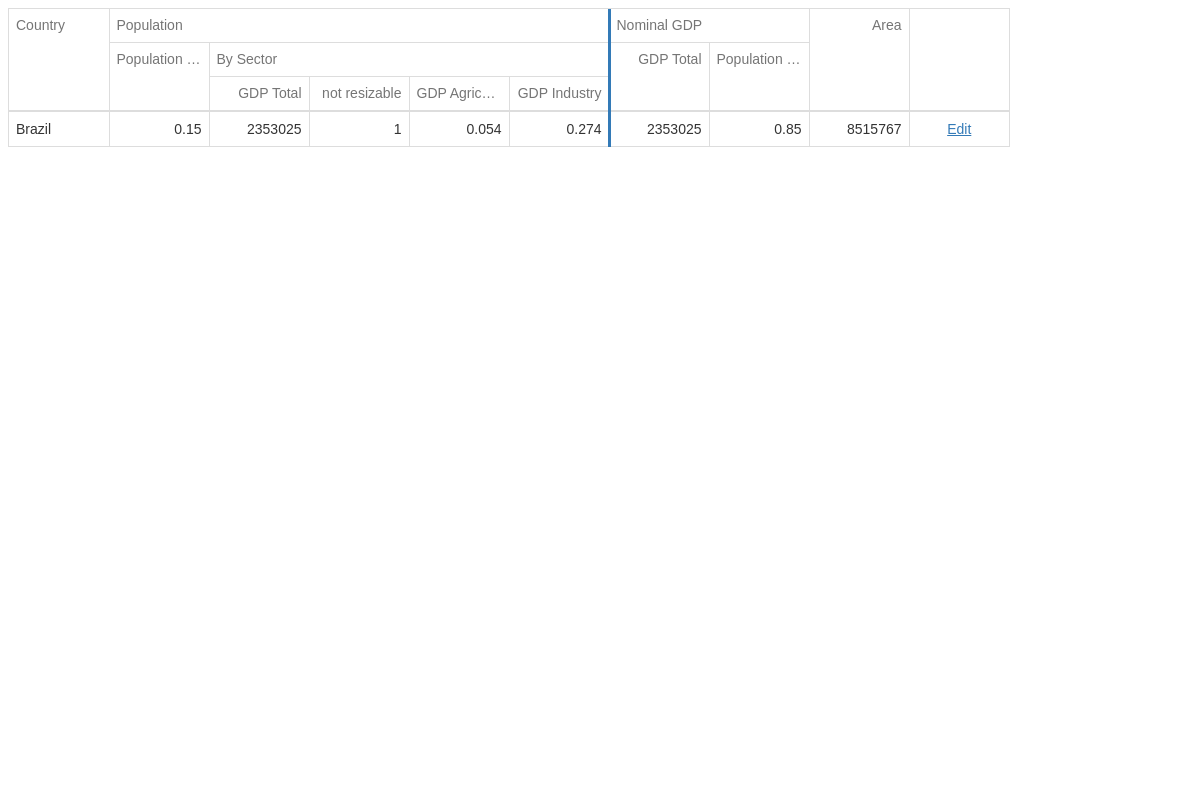 Country Population Nominal GDP Area
Population … By Sector GDP Total Population …
GDP Total not resizable GDP Agric… GDP Industry
Brazil 0.15 2353025 1 0.054 0.274 2353025 0.85 8515767 Edit